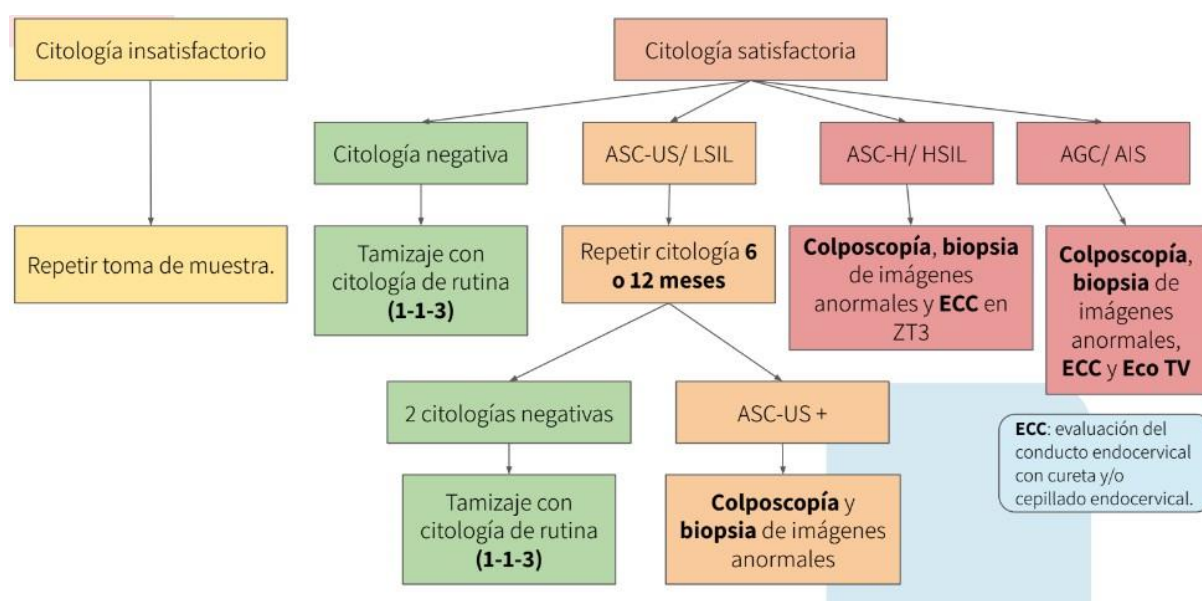 Citología insatisfactorio
Citología satisfactoria
Citología negativa
ASC-US/ LSIL
ASC-H/ HSIL
AGC/ AIS
Repetir toma de muestra.
Tamizaje con
citología de rutina
(1-1-3)
Repetir citología 6
o 12 meses
Colposcopía, biopsia
de imágenes
anormales y ECC en
ZT3
Colposcopía,
biopsia de
imágenes
anormales,
ECC y Eco TV
2 citologías negativas
ASC-US +
ECC: evaluación del
conducto endocervical
con cureta y/o
cepillado endocervical.
Tamizaje con
citología de rutina
(1-1-3)
Colposcopía y
biopsia de imágenes
anormales